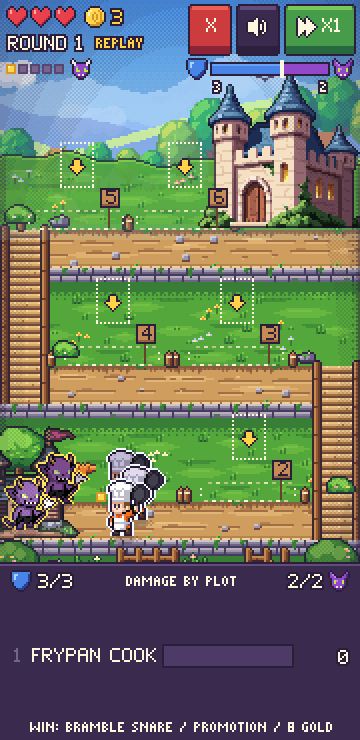 3
X
X1
ROUND 1 REPLAY
3
2
5
6
4
3
2
3/3
DAMAGE BY PLOT
2/2
1 FRYPAN COOK
0
WIN: BRAMBLE SNARE / PROMOTION / 8 GOLD